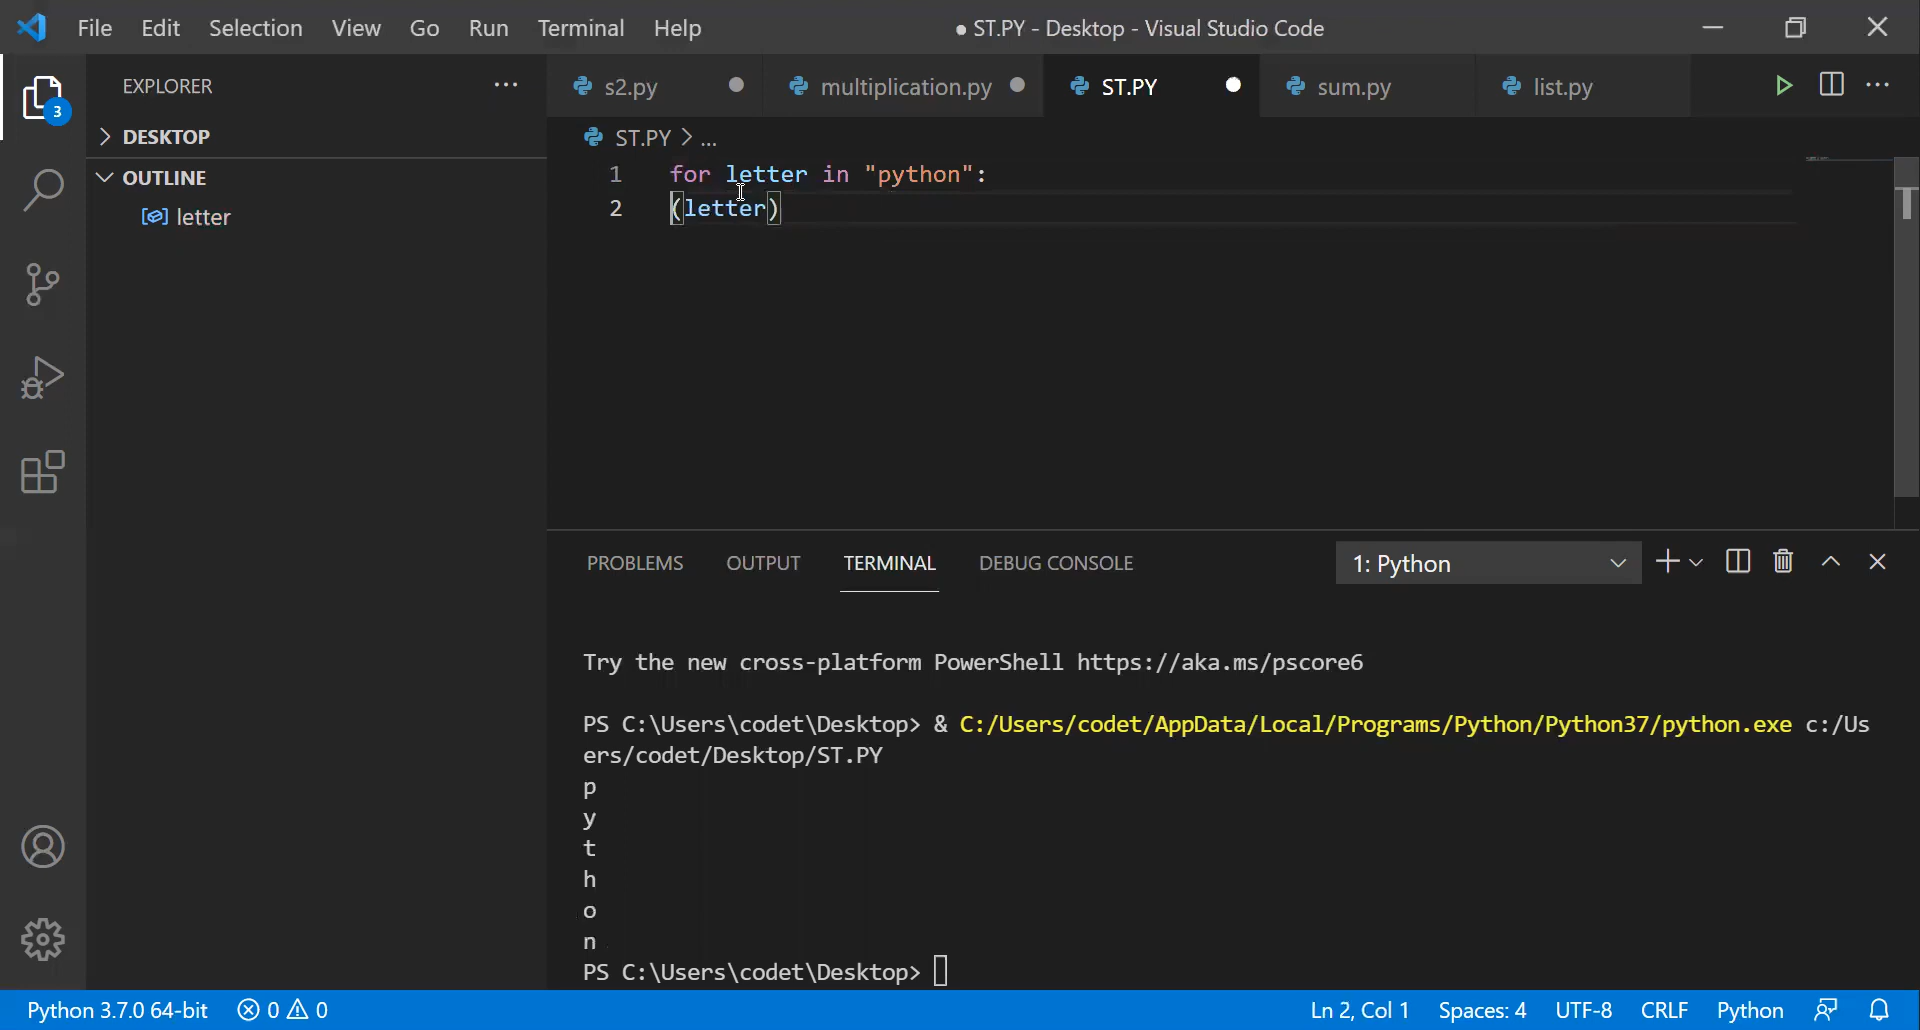 File Edit Selection View Go Run Terminal Help ● ST.PY - Desktop - Visual Studio Code
EXPLORER ...
s2.py multiplication.py ST.PY sum.py list.py ...
3
DESKTOP
ST.PY > ...
OUTLINE
letter
1 for letter in "python":
2 (letter)
PROBLEMS OUTPUT TERMINAL DEBUG CONSOLE 1: Python
Try the new cross-platform PowerShell https://aka.ms/pscore6
PS C:\Users\codet\Desktop> & C:/Users/codet/AppData/Local/Programs/Python/Python37/python.exe c:/Us
ers/codet/Desktop/ST.PY
p
y
t
h
o
n
PS C:\Users\codet\Desktop>
Python 3.7.0 64-bit 0 0 Ln 2, Col 1 Spaces: 4 UTF-8 CRLF Python